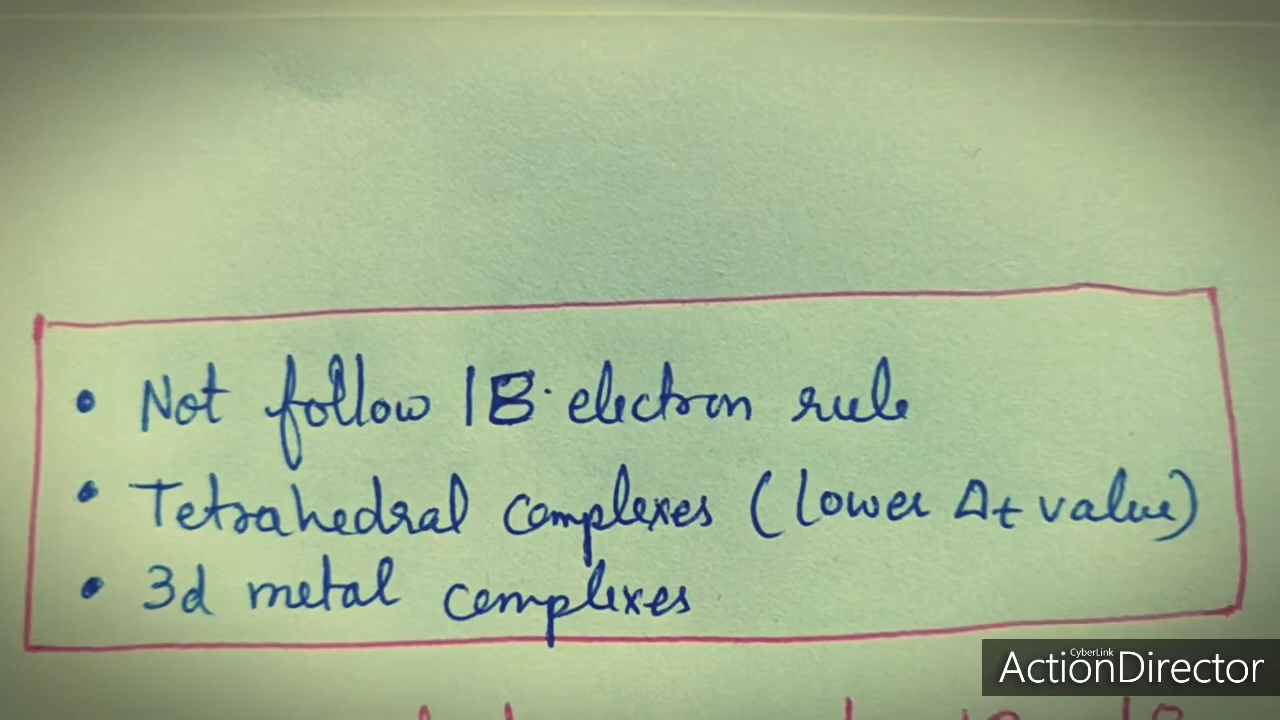 • Not follow 18 electron rule
• Tetrahedral complexes (lower Δt value)
• 3d metal complexes
CyberLink
ActionDirector